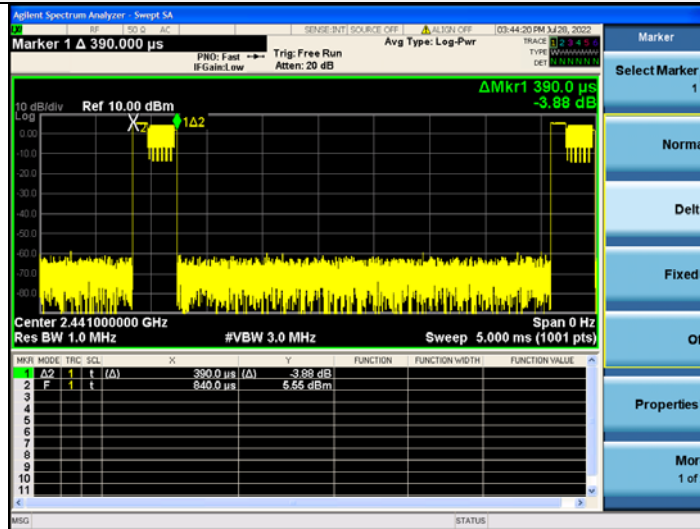 Agilent Spectrum Analyzer - Swept SA
RF 50 Ω AC SENSE:INT SOURCE OFF ALIGN OFF 03:44:20 PM Jul 28, 2022
Marker 1 Δ 390.000 µs
Avg Type: Log-Pwr
TRACE 1 2 3 4 5 6
TYPE
DET N N N N N N
PNO: Fast Trig: Free Run
IFGain:Low Atten: 20 dB
ΔMkr1 390.0 µs
-3.88 dB
10 dB/div Ref 10.00 dBm
Log
0.00
-10.0
-20.0
-30.0
-40.0
-50.0
-60.0
-70.0
-80.0
2
1Δ2
Center 2.441000000 GHz Span 0 Hz
Res BW 1.0 MHz #VBW 3.0 MHz Sweep 5.000 ms (1001 pts)
MKR MODE TRC SCL X Y FUNCTION FUNCTION WIDTH FUNCTION VALUE
1 Δ2 1 t (Δ) 390.0 µs (Δ) -3.88 dB
2 F 1 t 840.0 µs 5.55 dBm
3
4
5
6
7
8
9
10
11
MSG STATUS
Marker
Select Marker
1
Norma
Delt
Fixed
Properties
Mor
1 of